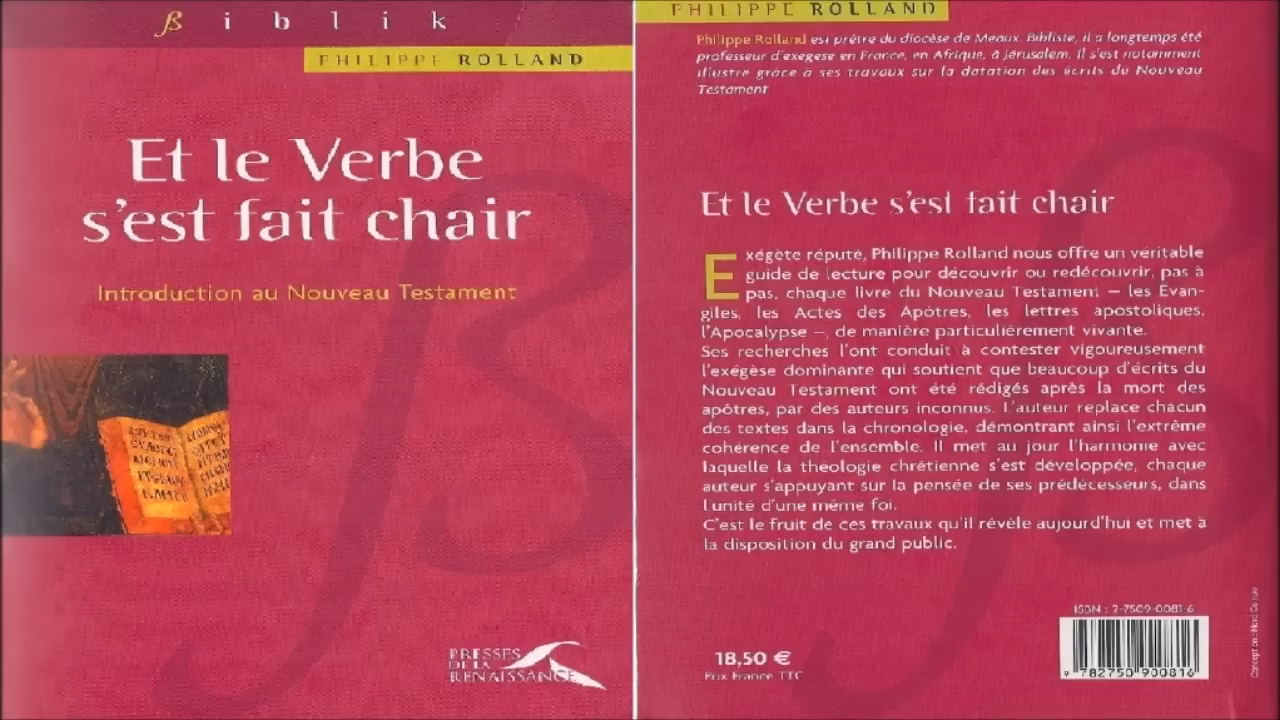 ß i b l i k
PHILIPPE ROLLAND
Et le Verbe
s'est fait chair
Introduction au Nouveau Testament
PRESSES
DE LA
RENAISSANCE
PHILIPPE ROLLAND
Philippe Rolland est prêtre du diocèse de Meaux. Bibliste, il a longtemps été
professeur d'exégèse en France, en Afrique, à Jérusalem. Il s'est notamment
illustré grâce à ses travaux sur la datation des écrits du Nouveau
Testament
Et le Verbe s'est fait chair
Exégète réputé, Philippe Rolland nous offre un véritable
guide de lecture pour découvrir ou redécouvrir, pas à
pas, chaque livre du Nouveau Testament – les Évan-
giles, les Actes des Apôtres, les lettres apostoliques,
l'Apocalypse –, de manière particulièrement vivante.
Ses recherches l'ont conduit à contester vigoureusement
l'exégèse dominante qui soutient que beaucoup d'écrits du
Nouveau Testament ont été rédigés après la mort des
apôtres, par des auteurs inconnus. L'auteur replace chacun
des textes dans la chronologie, démontrant ainsi l'extrême
cohérence de l'ensemble. Il met au jour l'harmonie avec
laquelle la théologie chrétienne s'est développée, chaque
auteur s'appuyant sur la pensée de ses prédécesseurs, dans
l'unité d'une même foi.
C'est le fruit de ces travaux qu'il révèle aujourd'hui et met à
la disposition du grand public.
ISBN : 2-7509-0081-6
18,50 €
Prix France TTC
9 782750 900816
Conception :